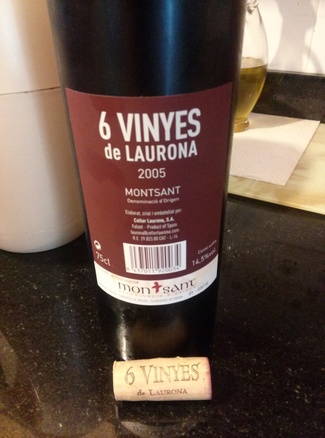 6 VINYES
de LAURONA
2005
MONTSANT
Denominació d'Origen
Elaborat, criat i embotellat per:
Celler Laurona, S.A.
Falset - Product of Spain
75cl
14,5%vol
montsant
6 VINYES
de LAURONA